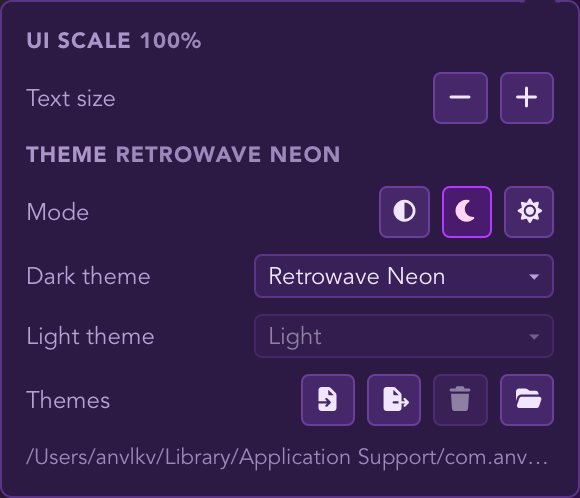 UI SCALE 100%
Text size
THEME RETROWAVE NEON
Mode
Dark theme Retrowave Neon
Light theme Light
Themes
/Users/anvlkv/Library/Application Support/com.anv...